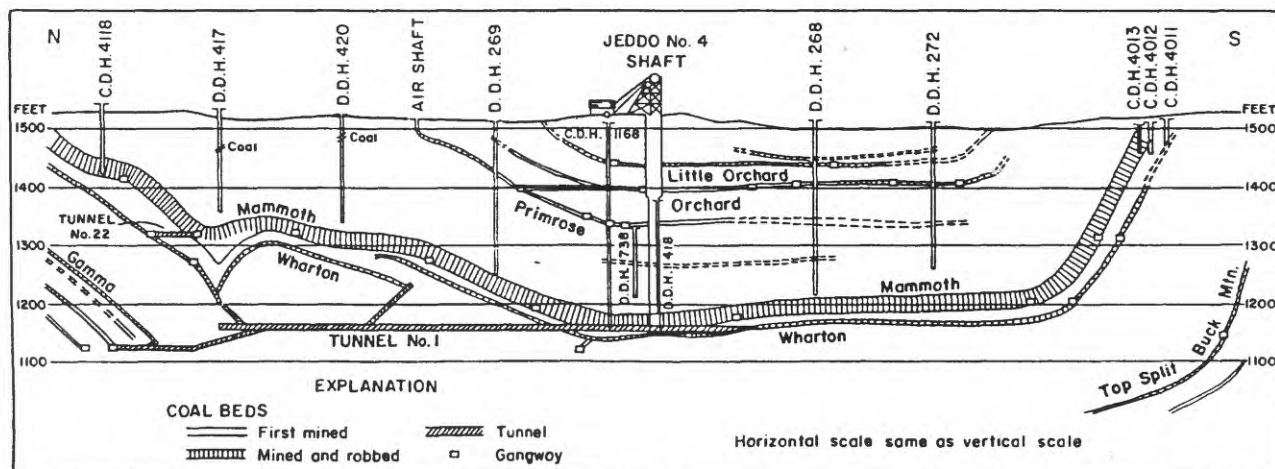 N
C.D.H. 4118
D.D.H. 417
D.D.H. 420
AIR SHAFT
D.D.H. 269
JEDDO No. 4
SHAFT
D.D.H. 268
D.D.H. 272
C.D.H. 4013
C.D.H. 4012
C.D.H. 4011
S
FEET
FEET
1500
Coal
Coal
C.D.H. 1168
1500
1400
Little Orchard
1400
Orchard
Primrose
TUNNEL
No. 22
Mammoth
1300
1300
Wharton
D.D.H. 738
D.D.H. 418
Gamma
Mammoth
1200
1200
TUNNEL No. 1
Wharton
1100
1100
Top Split
Buck
Mtn.
EXPLANATION
COAL BEDS
First mined
Tunnel
Mined and robbed
Gangway
Horizontal scale same as vertical scale